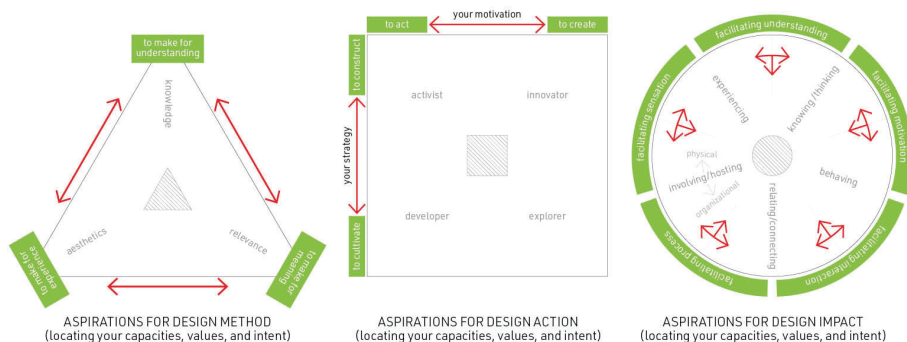 to make for
understanding
knowledge
aesthetics
relevance
to make for
experience
to make for
meaning
ASPIRATIONS FOR DESIGN METHOD
(locating your capacities, values, and intent)
your motivation
to act
to create
to construct
your strategy
to cultivate
activist
innovator
developer
explorer
ASPIRATIONS FOR DESIGN ACTION
(locating your capacities, values, and intent)
facilitating understanding
facilitating sensation
facilitating motivation
experiencing
knowing/thinking
physical
involving/hosting
organizational
behaving
relating/connecting
facilitating process
facilitating interaction
ASPIRATIONS FOR DESIGN IMPACT
(locating your capacities, values, and intent)